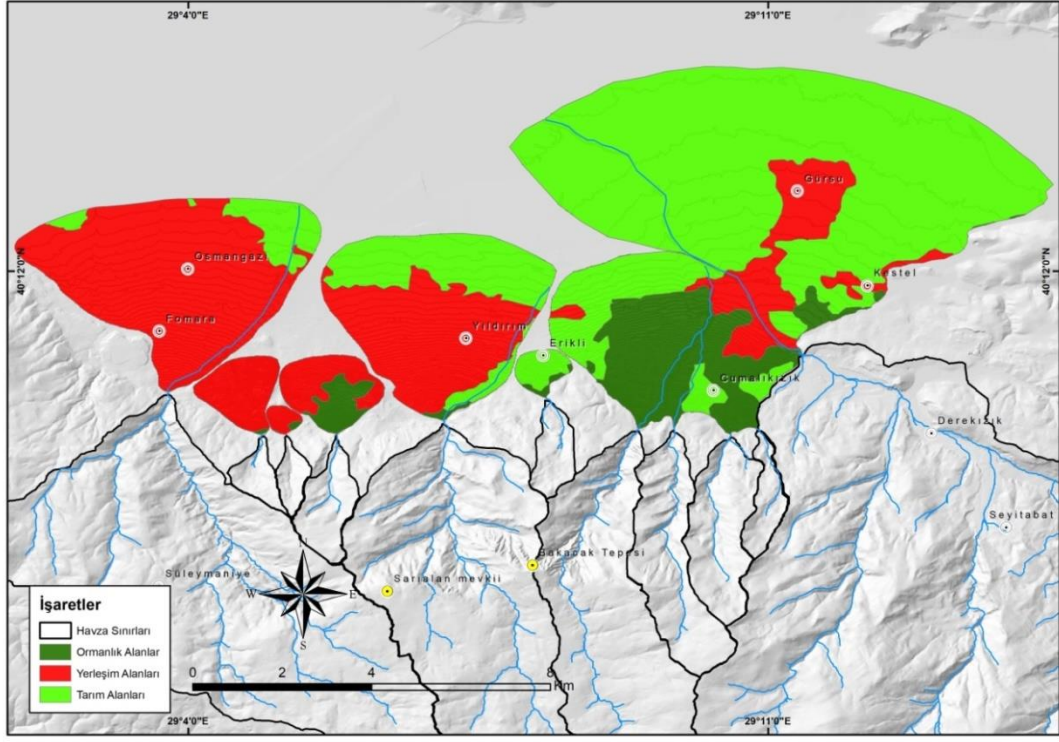 29°4'0"E
29°11'0"E
Gürsu
Osmangazi
40°12'0"N
40°12'0"N
Kestel
Fomara
Yıldırım
Erikli
Cumalıkızık
Derekızık
Seyitabat
Bakacak Tepesi
Süleymaniye
Sarıalan mevkii
W
E
S
İşaretler
Havza Sınırları
Ormanlık Alanlar
Yerleşim Alanları
Tarım Alanları
0
2
4
8
Km
29°4'0"E
29°11'0"E